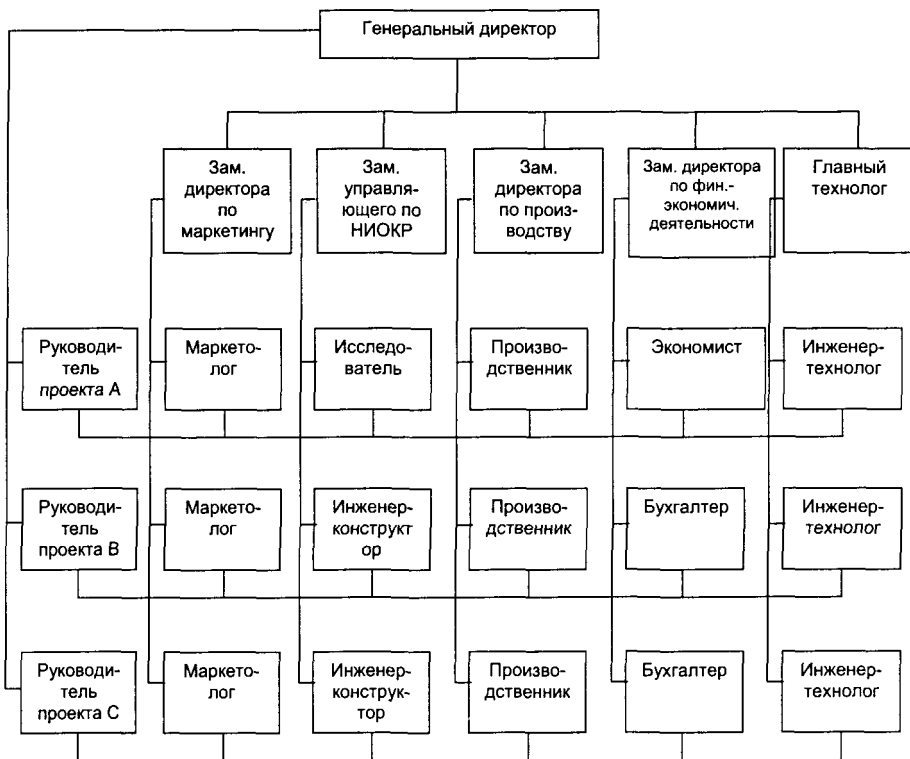 Генеральный директор
Зам.
директора
по
маркетингу
Зам.
управля-
ющего по
НИОКР
Зам.
директора
по произ-
водству
Зам. директора
по фин.-
экономич.
деятельности
Главный
технолог
Руководи-
тель
проекта А
Маркето-
лог
Исследо-
ватель
Произво-
дственник
Экономист
Инженер-
технолог
Руководи-
тель
проекта В
Маркето-
лог
Инженер-
конструкт
ор
Произво-
дственник
Бухгалтер
Инженер-
технолог
Руководи-
тель
проекта С
Маркето-
лог
Инженер-
конструк-
тор
Произво-
дственник
Бухгалтер
Инженер-
технолог